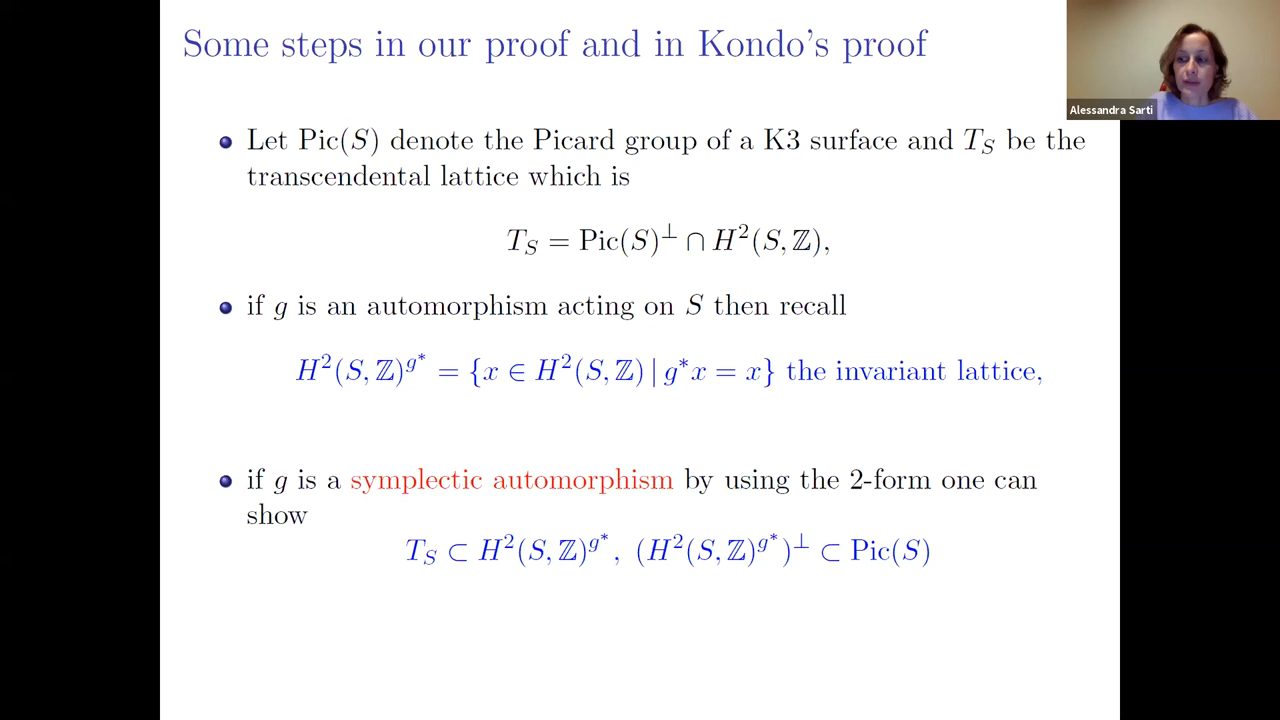 Some steps in our proof and in Kondo's proof
Alessandra Sarti
Let Pic(S) denote the Picard group of a K3 surface and T_S be the
transcendental lattice which is
T_S = Pic(S)^⊥ ∩ H^2(S, ℤ),
if g is an automorphism acting on S then recall
H^2(S, ℤ)^{g^*} = {x ∈ H^2(S, ℤ) | g^*x = x} the invariant lattice,
if g is a symplectic automorphism by using the 2-form one can
show
T_S ⊂ H^2(S, ℤ)^{g^*}, (H^2(S, ℤ)^{g^*})^⊥ ⊂ Pic(S)